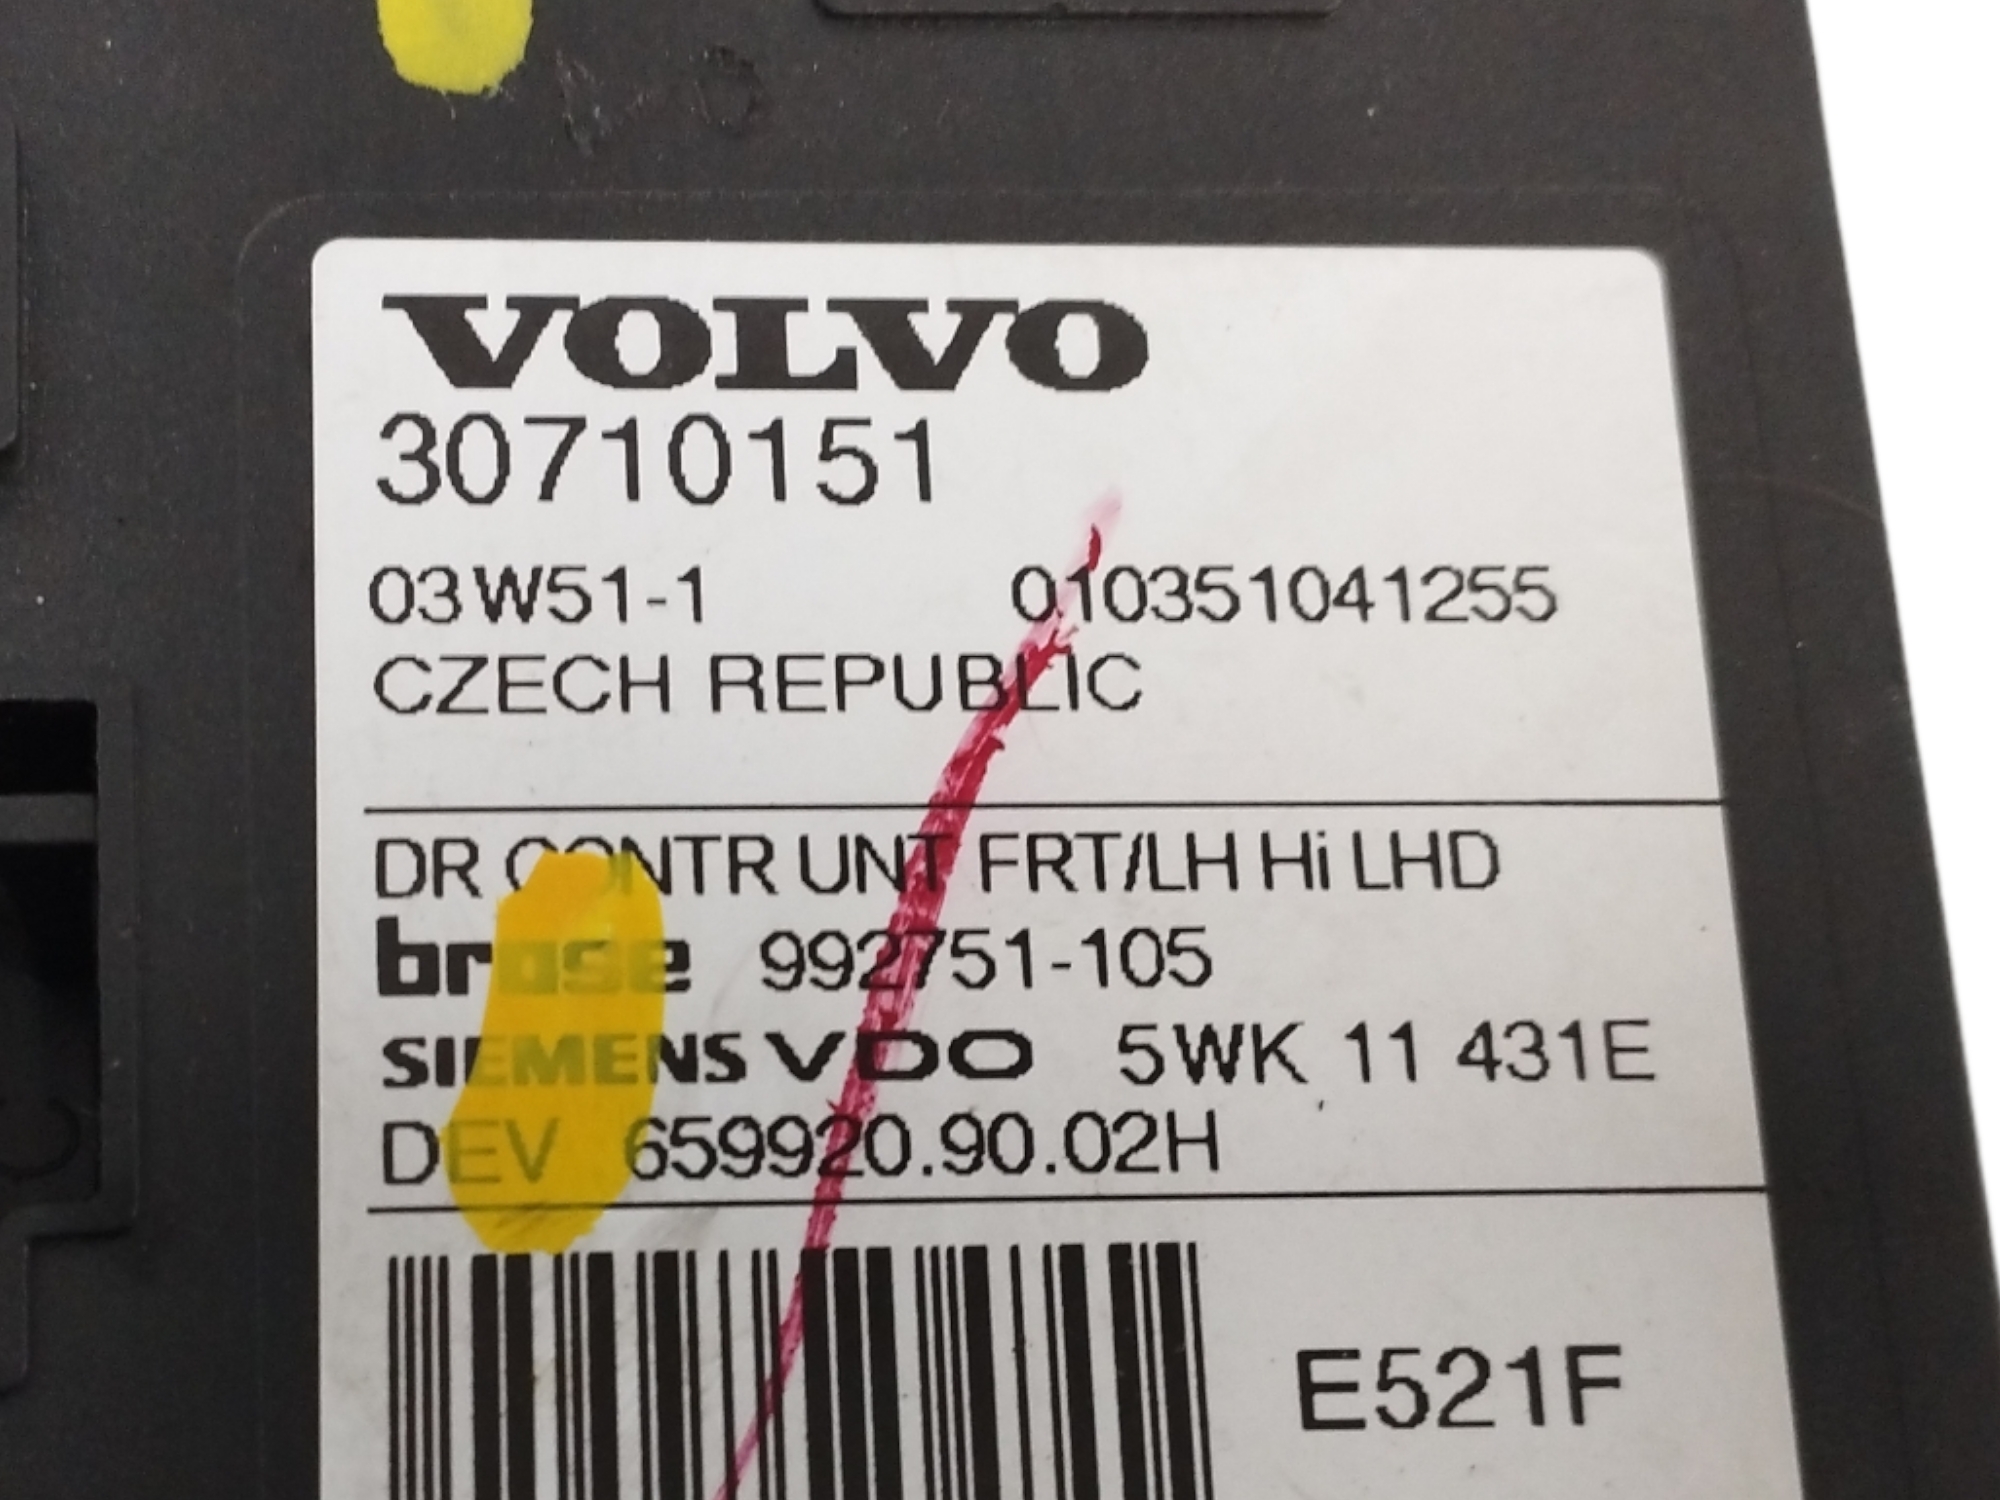 VOLVO
30710151
03W51-1 010351041255
CZECH REPUBLIC
DR CONTR UNT FRT/LH Hi LHD
brose 992751-105
SIEMENS VDO 5WK 11 431E
DEV 659920.90.02H
E521F